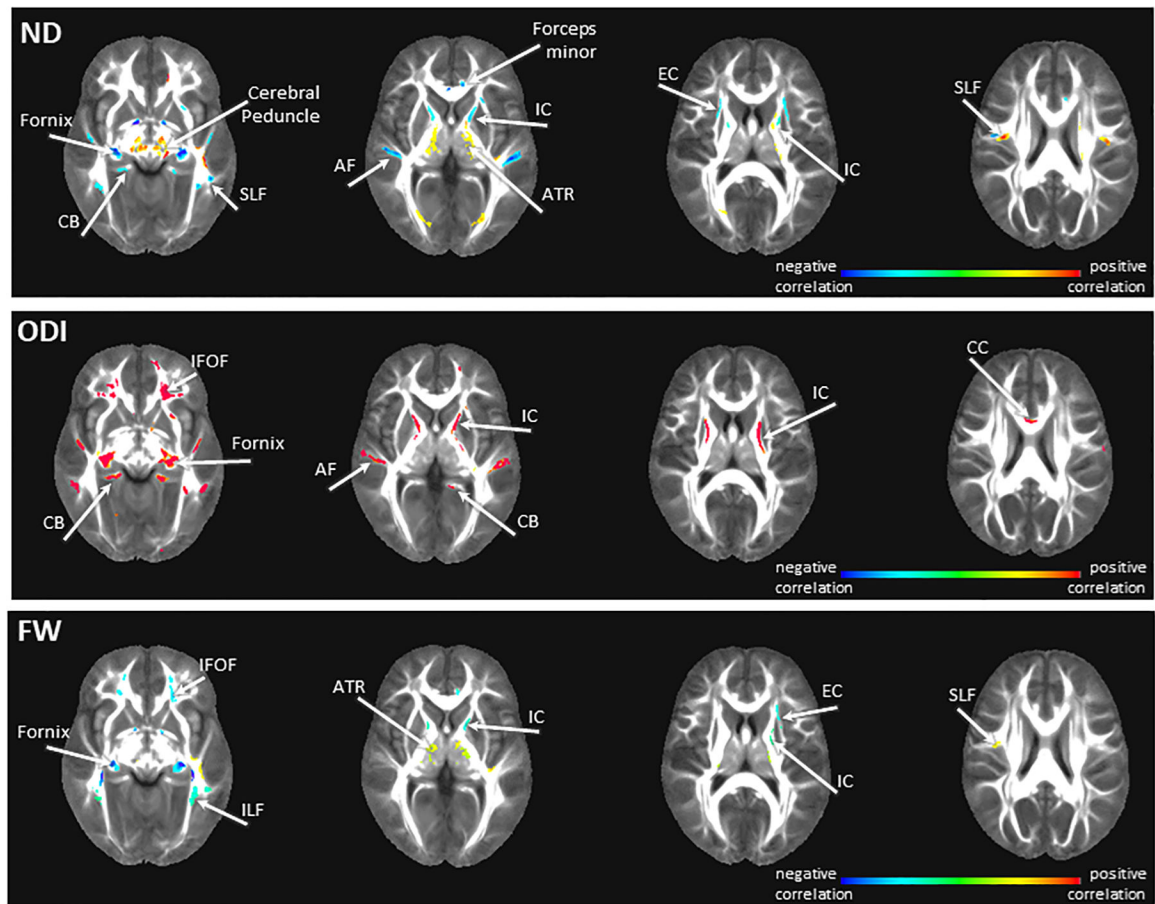 ND
Forceps
minor
Cerebral
Peduncle
Fornix
CB
SLF
AF
IC
ATR
EC
IC
SLF
negative
correlation
positive
correlation
ODI
IFOF
Fornix
CB
AF
IC
CB
IC
CC
negative
correlation
positive
correlation
FW
IFOF
Fornix
ILF
ATR
IC
EC
IC
SLF
negative
correlation
positive
correlation